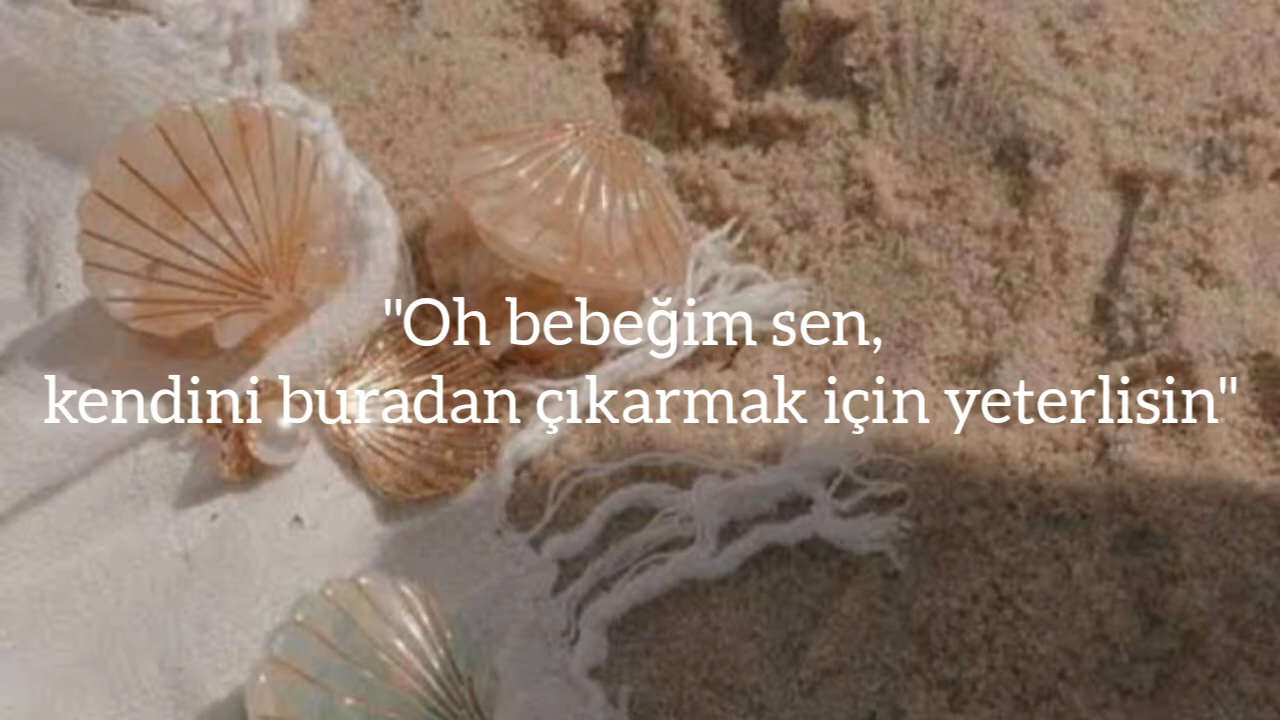 "Oh bebeğim sen,
kendini buradan çıkarmak için yeterlisin"